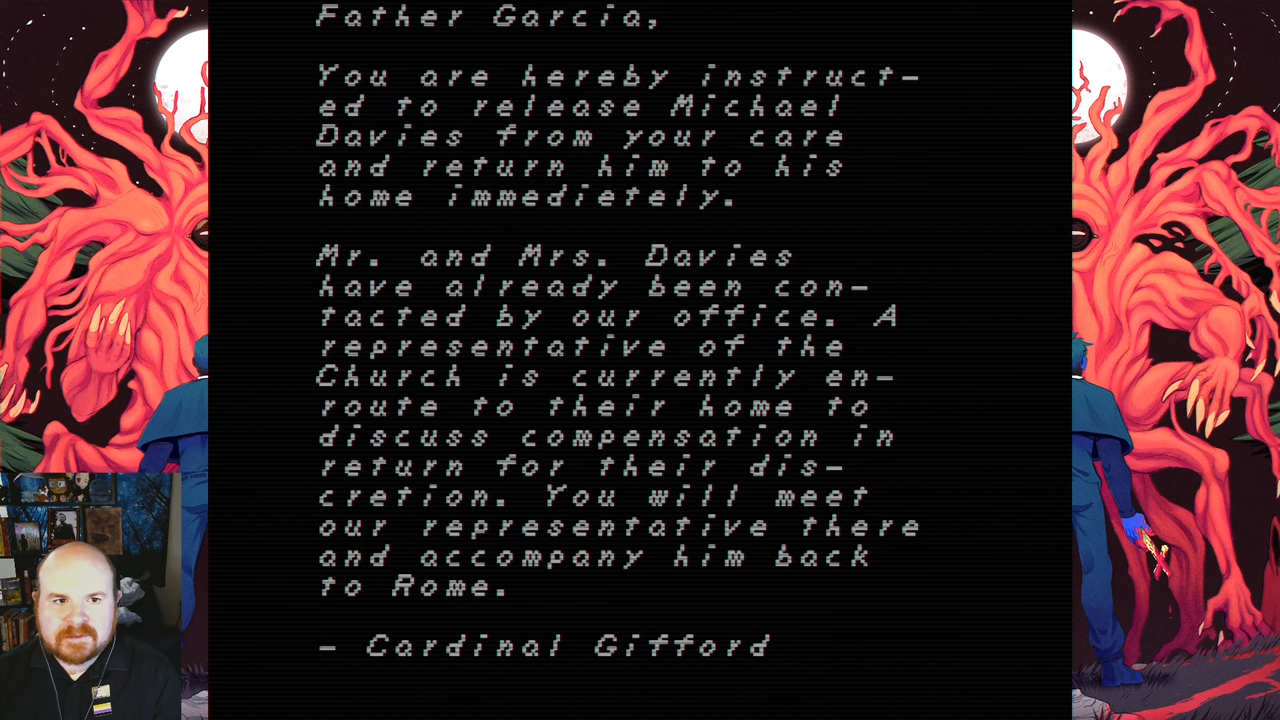 Father Garcia,
You are hereby instruct-
ed to release Michael
Davies from your care
and return him to his
home immedietely.
Mr. and Mrs. Davies
have already been con-
tacted by our office. A
representative of the
Church is currently en-
route to their home to
discuss compensation in
return for their dis-
cretion. You will meet
our representative there
and accompany him back
to Rome.
- Cardinal Gifford